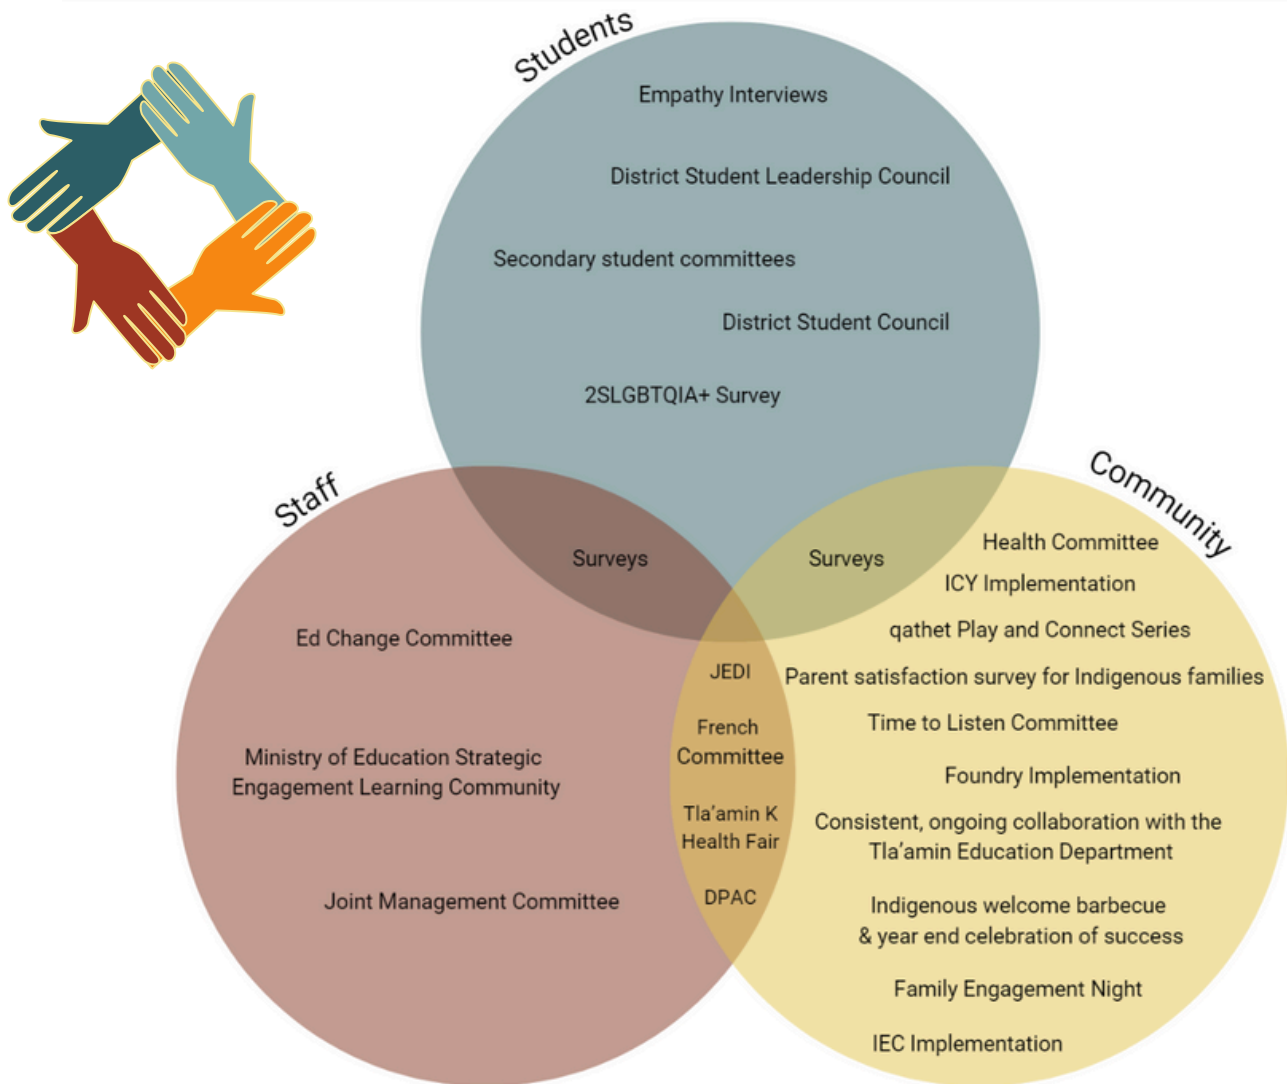 Students
Empathy Interviews
District Student Leadership Council
Secondary student committees
District Student Council
2SLGBTQIA+ Survey
Staff
Surveys
Ed Change Committee
Ministry of Education Strategic
Engagement Learning Community
Joint Management Committee
Surveys
JEDI
French
Committee
Tla’amin K
Health Fair
DPAC
Community
Health Committee
ICY Implementation
qathet Play and Connect Series
Parent satisfaction survey for Indigenous families
Time to Listen Committee
Foundry Implementation
Consistent, ongoing collaboration with the
Tla’amin Education Department
Indigenous welcome barbecue
& year end celebration of success
Family Engagement Night
IEC Implementation